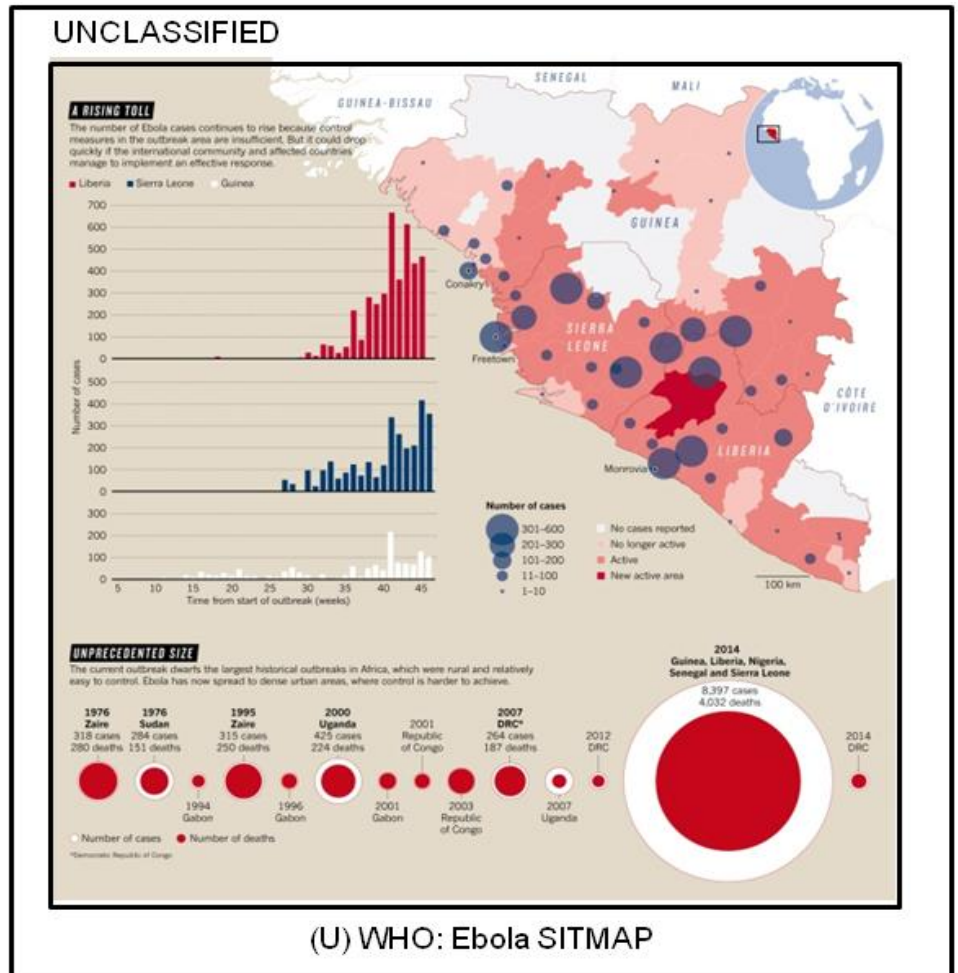 UNCLASSIFIED
A RISING TOLL
The number of Ebola cases continues to rise because control
measures in the outbreak area are insufficient. But it could drop
quickly if the international community and affected countries
manage to implement an effective response.
Liberia Sierra Leone Guinea
700
600
500
400
300
200
100
0
500
400
300
200
100
0
300
200
100
0
Number of cases
5 10 15 20 25 30 35 40 45
Time from start of outbreak (weeks)
SENEGAL
MALI
GUINEA-BISSAU
GUINEA
Conakry
SIERRA
LEONE
Freetown
CÔTE
D'IVOIRE
LIBERIA
Monrovia
Number of cases
301–600
201–300
101–200
11–100
1–10
No cases reported
No longer active
Active
New active area
100 km
UNPRECEDENTED SIZE
The current outbreak dwarfs the largest historical outbreaks in Africa, which were rural and relatively
easy to control. Ebola has now spread to dense urban areas, where control is harder to achieve.
1976
Zaire
318 cases
280 deaths
1976
Sudan
284 cases
151 deaths
1994
Gabon
1995
Zaire
315 cases
250 deaths
1996
Gabon
2000
Uganda
425 cases
224 deaths
2001
Gabon
2001
Republic
of Congo
2003
Republic
of Congo
2007
DRC*
264 cases
187 deaths
2007
Uganda
2012
DRC
2014
Guinea, Liberia, Nigeria,
Senegal and Sierra Leone
8,397 cases
4,032 deaths
2014
DRC
Number of cases Number of deaths
*Democratic Republic of Congo
(U) WHO: Ebola SITMAP